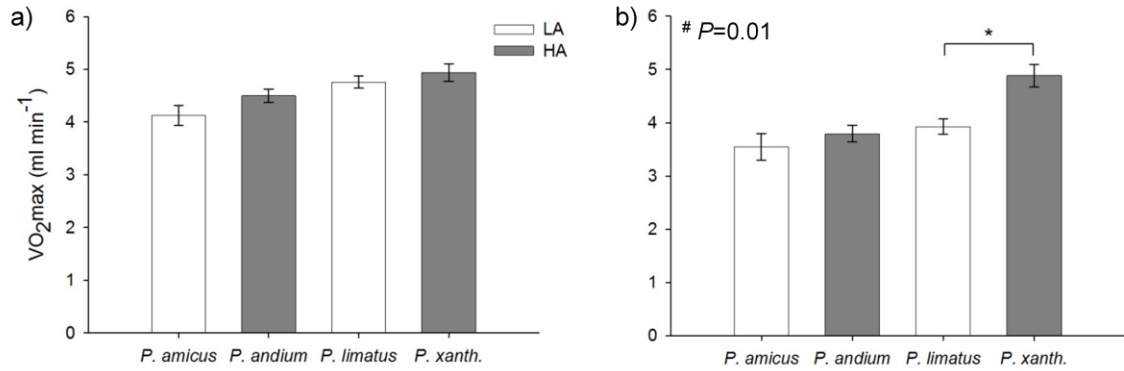 a)
VO2max (ml min-1)
6
5
4
3
2
1
0
LA
HA
P. amicus P. andium P. limatus P. xanth.
b)
# P=0.01
*
6
5
4
3
2
1
0
P. amicus P. andium P. limatus P. xanth.